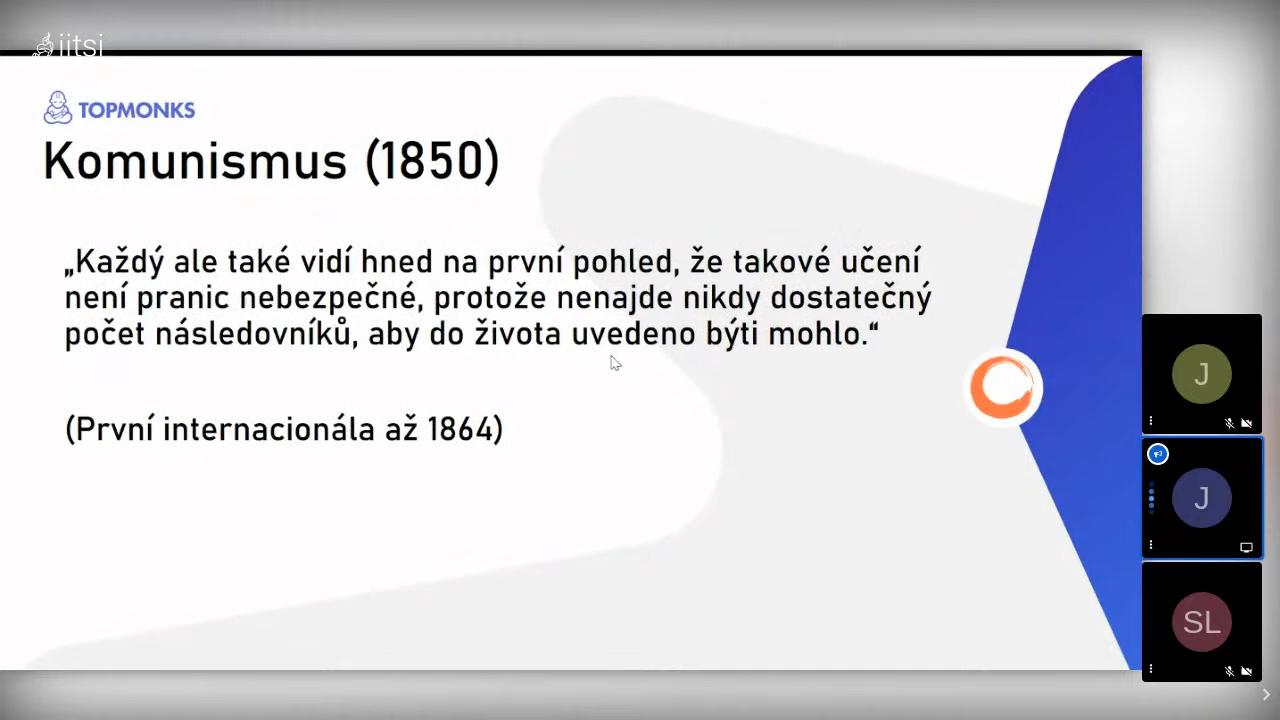 jitsi
TOPMONKS
Komunismus (1850)
„Každý ale také vidí hned na první pohled, že takové učení
není pranic nebezpečné, protože nenajde nikdy dostatečný
počet následovníků, aby do života uvedeno býti mohlo.“
(První internacionála až 1864)
J
J
SL